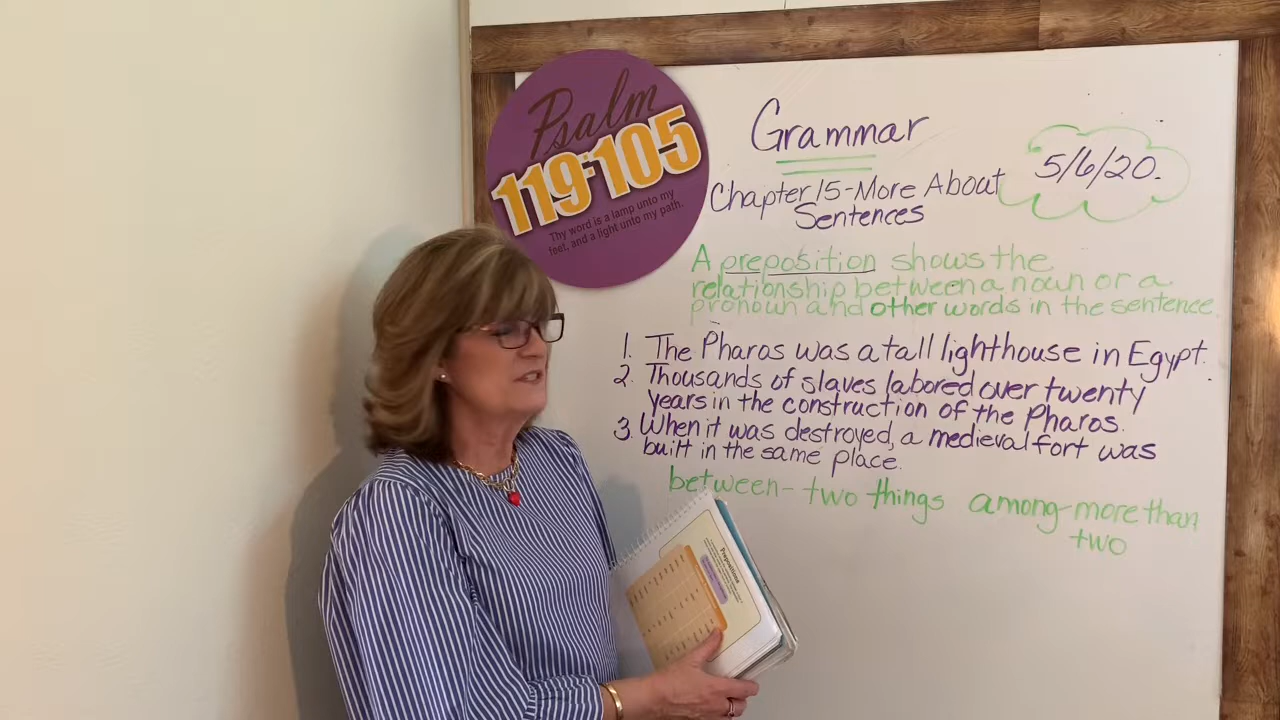 Psalm
119:105
Thy word is a lamp unto my
feet, and a light unto my path.
Grammar
5/6/20.
Chapter 15-More About
Sentences
A preposition shows the
relationship between a noun or a
pronoun and other words in the sentence.
1. The Pharos was a tall lighthouse in Egypt.
2. Thousands of slaves labored over twenty
years in the construction of the Pharos.
3. When it was destroyed, a medieval fort was
built in the same place.
between- two things among-more than
two
Prepositions